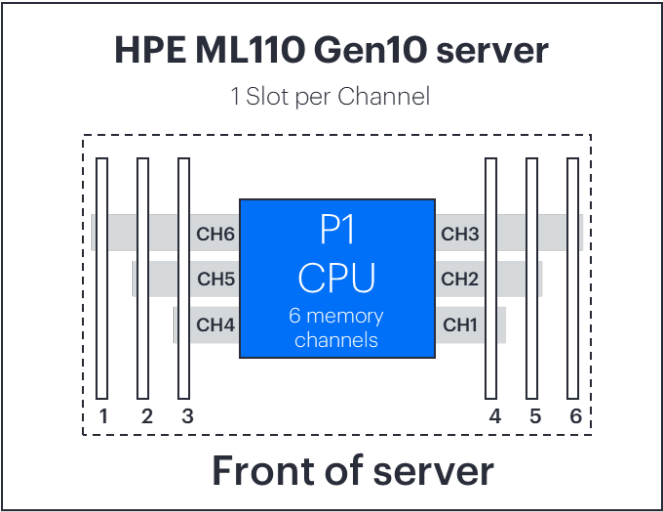 HPE ML110 Gen10 server
1 Slot per Channel
P1
CPU
6 memory
channels
CH6
CH5
CH4
CH3
CH2
CH1
1 2 3 4 5 6
Front of server